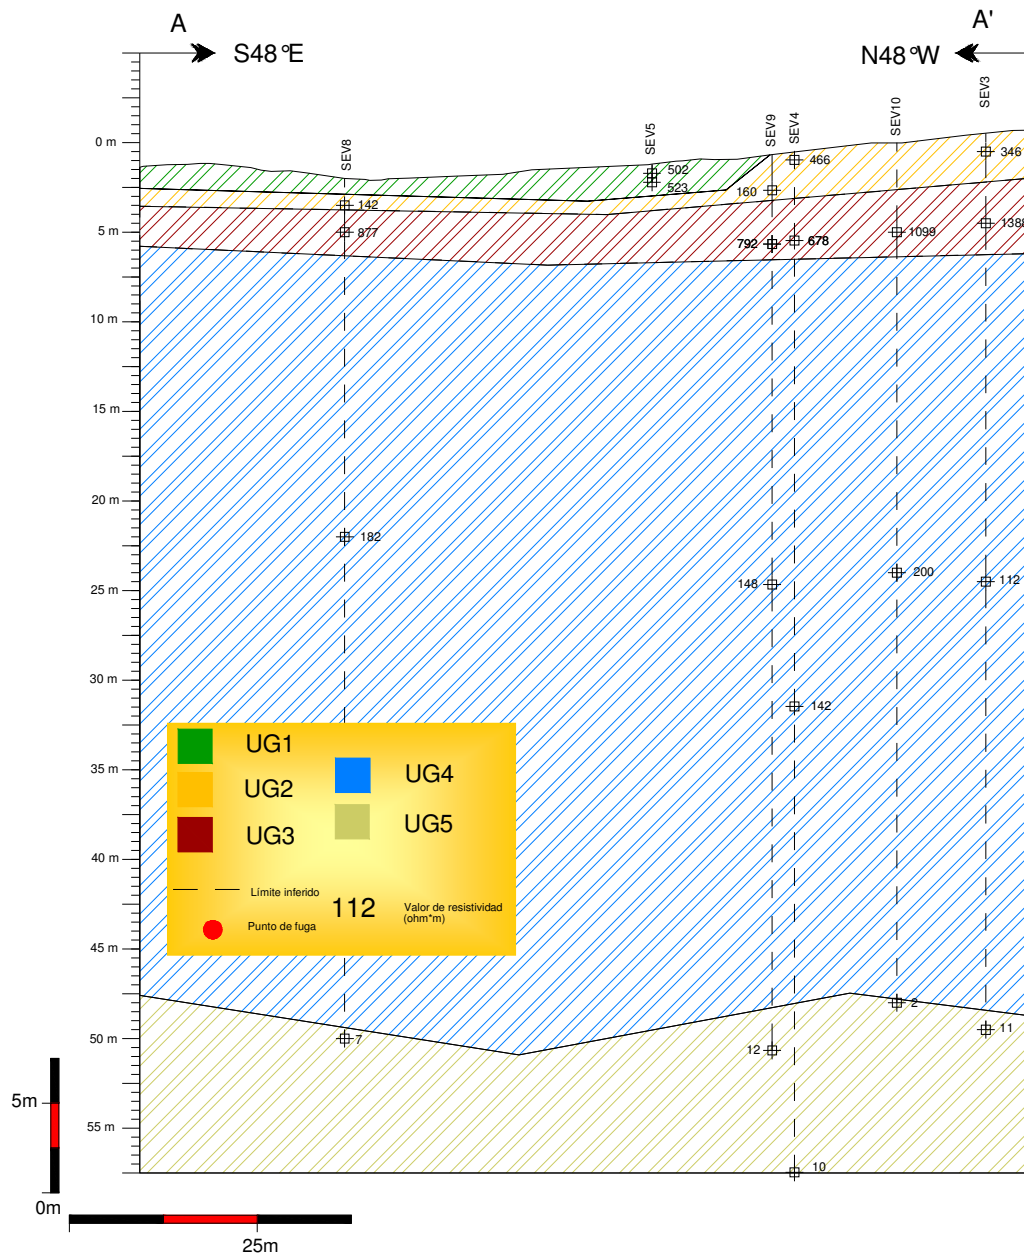 A
A'
S48°E
N48°W
SEV8
SEV5
SEV9
SEV4
SEV10
SEV3
0 m
5 m
10 m
15 m
20 m
25 m
30 m
35 m
40 m
45 m
50 m
55 m
502
523
466
346
160
142
877
792
678
1099
182
148
200
112
142
7
12
2
11
10
UG1
UG2
UG3
UG4
UG5
Límite inferido
Punto de fuga
112
Valor de resistividad
(ohm*m)
5m
0m
25m